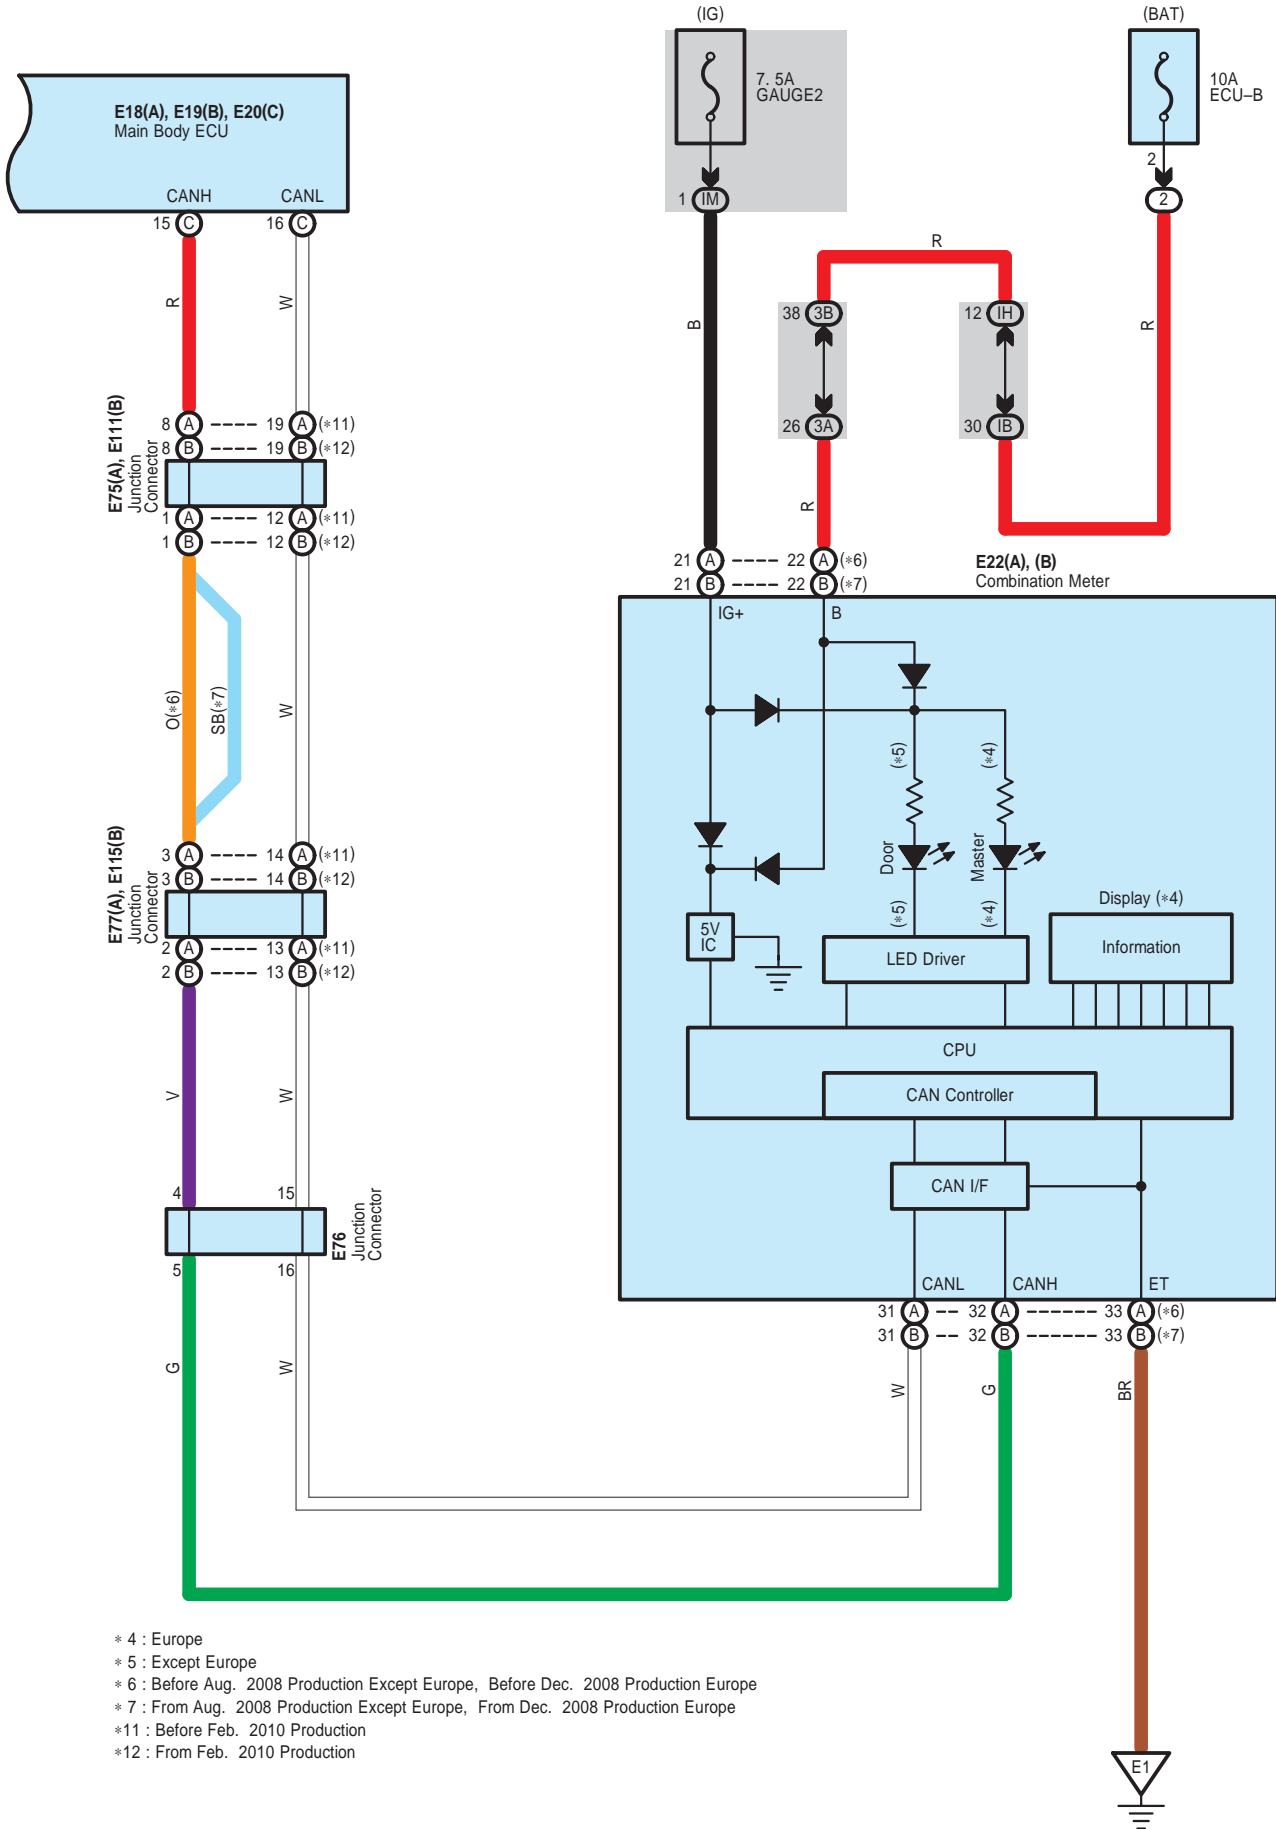 (IG)
(BAT)
7. 5A
GAUGE2
10A
ECU–B
E18(A), E19(B), E20(C)
Main Body ECU
CANH
CANL
2
1 IM
2
15 C
16 C
R
R
W
B
R
38 3B
12 IH
8 A
19 A (∗11)
8 B
19 B (∗12)
26 3A
30 IB
E75(A), E111(B)
Junction
Connector
1 A
12 A (∗11)
1 B
12 B (∗12)
R
21 A
22 A (∗6)
21 B
22 B (∗7)
E22(A), (B)
Combination Meter
IG+
B
O(∗6)
SB(∗7)
W
(∗5)
(∗4)
3 A
14 A (∗11)
3 B
14 B (∗12)
E77(A), E115(B)
Junction
Connector
2 A
13 A (∗11)
2 B
13 B (∗12)
Door
Master
(∗5)
(∗4)
Display (∗4)
5V
IC
LED Driver
Information
CPU
CAN Controller
V
W
4
15
E76
Junction
Connector
5
16
CAN I/F
CANL
CANH
ET
31 A
32 A
33 A (∗6)
31 B
32 B
33 B (∗7)
G
W
W
G
BR
∗ 4 : Europe
∗ 5 : Except Europe
∗ 6 : Before Aug. 2008 Production Except Europe, Before Dec. 2008 Production Europe
∗ 7 : From Aug. 2008 Production Except Europe, From Dec. 2008 Production Europe
∗11 : Before Feb. 2010 Production
∗12 : From Feb. 2010 Production
E1